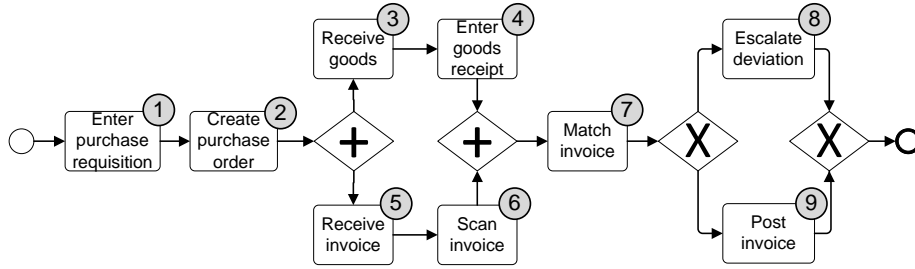 1
Enter
purchase
requisition
2
Create
purchase
order
3
Receive
goods
4
Enter
goods
receipt
5
Receive
invoice
6
Scan
invoice
7
Match
invoice
X
8
Escalate
deviation
9
Post
invoice
X